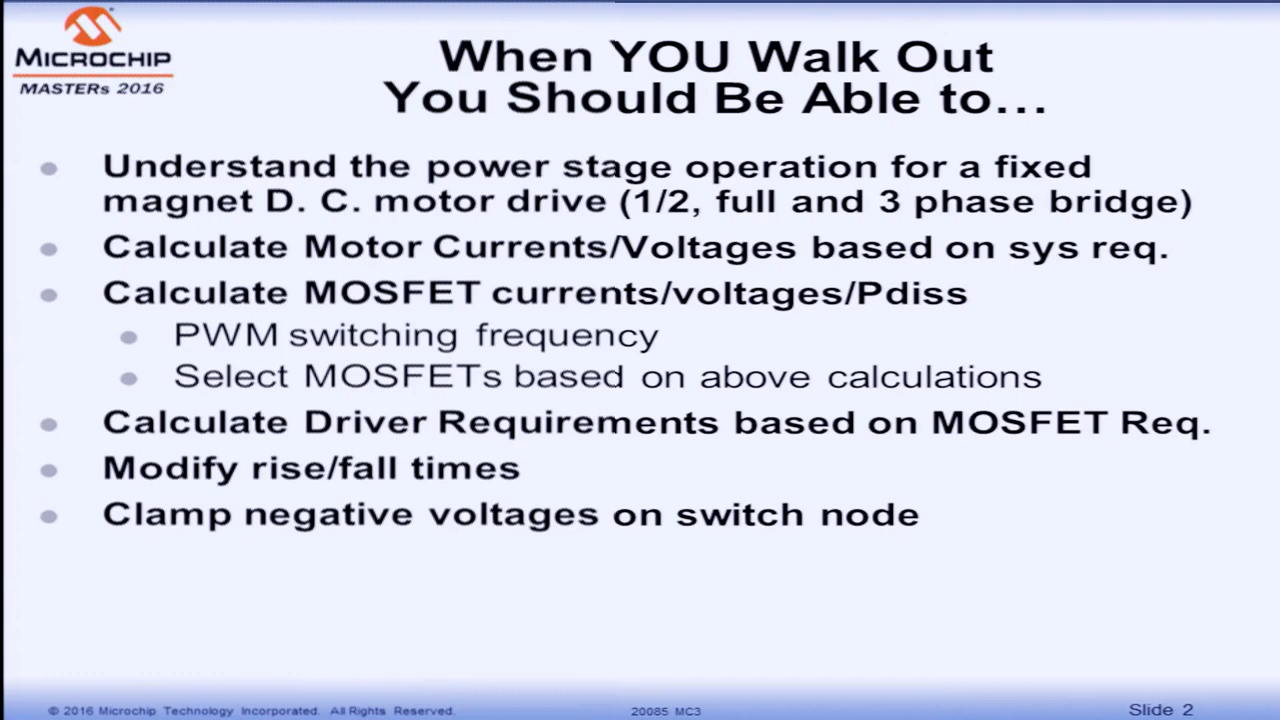 MICROCHIP
MASTERs 2016
When YOU Walk Out
You Should Be Able to…
Understand the power stage operation for a fixed
magnet D. C. motor drive (1/2, full and 3 phase bridge)
Calculate Motor Currents/Voltages based on sys req.
Calculate MOSFET currents/voltages/Pdiss
PWM switching frequency
Select MOSFETs based on above calculations
Calculate Driver Requirements based on MOSFET Req.
Modify rise/fall times
Clamp negative voltages on switch node
© 2016 Microchip Technology Incorporated. All Rights Reserved.
20085 MC3
Slide 2